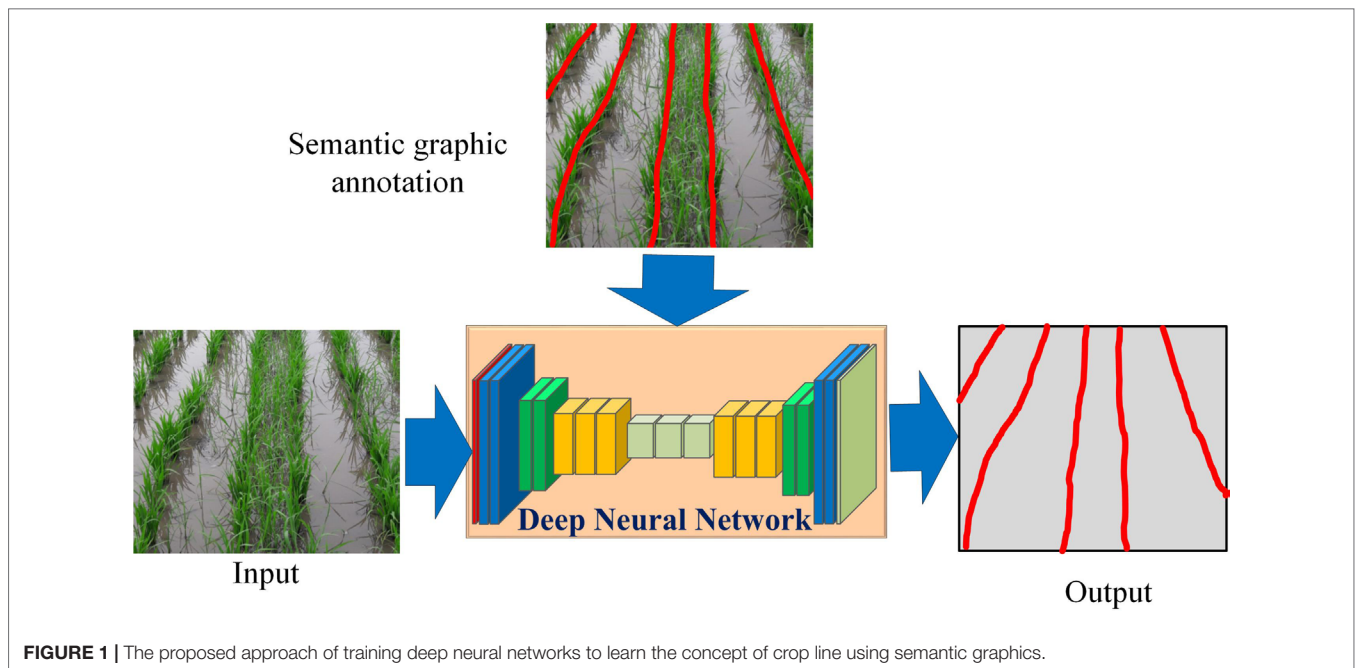 Semantic graphic
annotation
Deep Neural Network
Input
Output
FIGURE 1 | The proposed approach of training deep neural networks to learn the concept of crop line using semantic graphics.